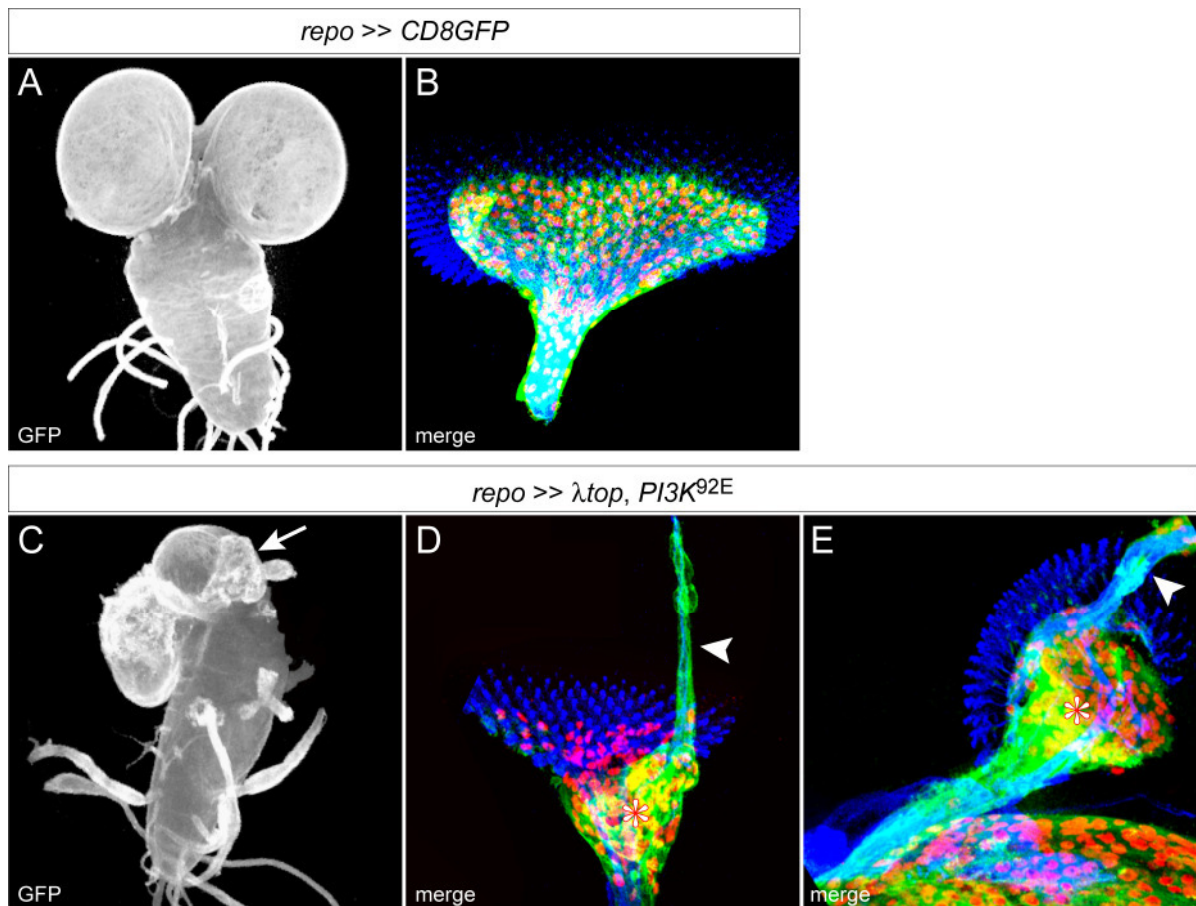 repo >> CD8GFP
A
B
GFP
merge
repo >> λtop, PI3K92E
C
D
E
GFP
merge
merge